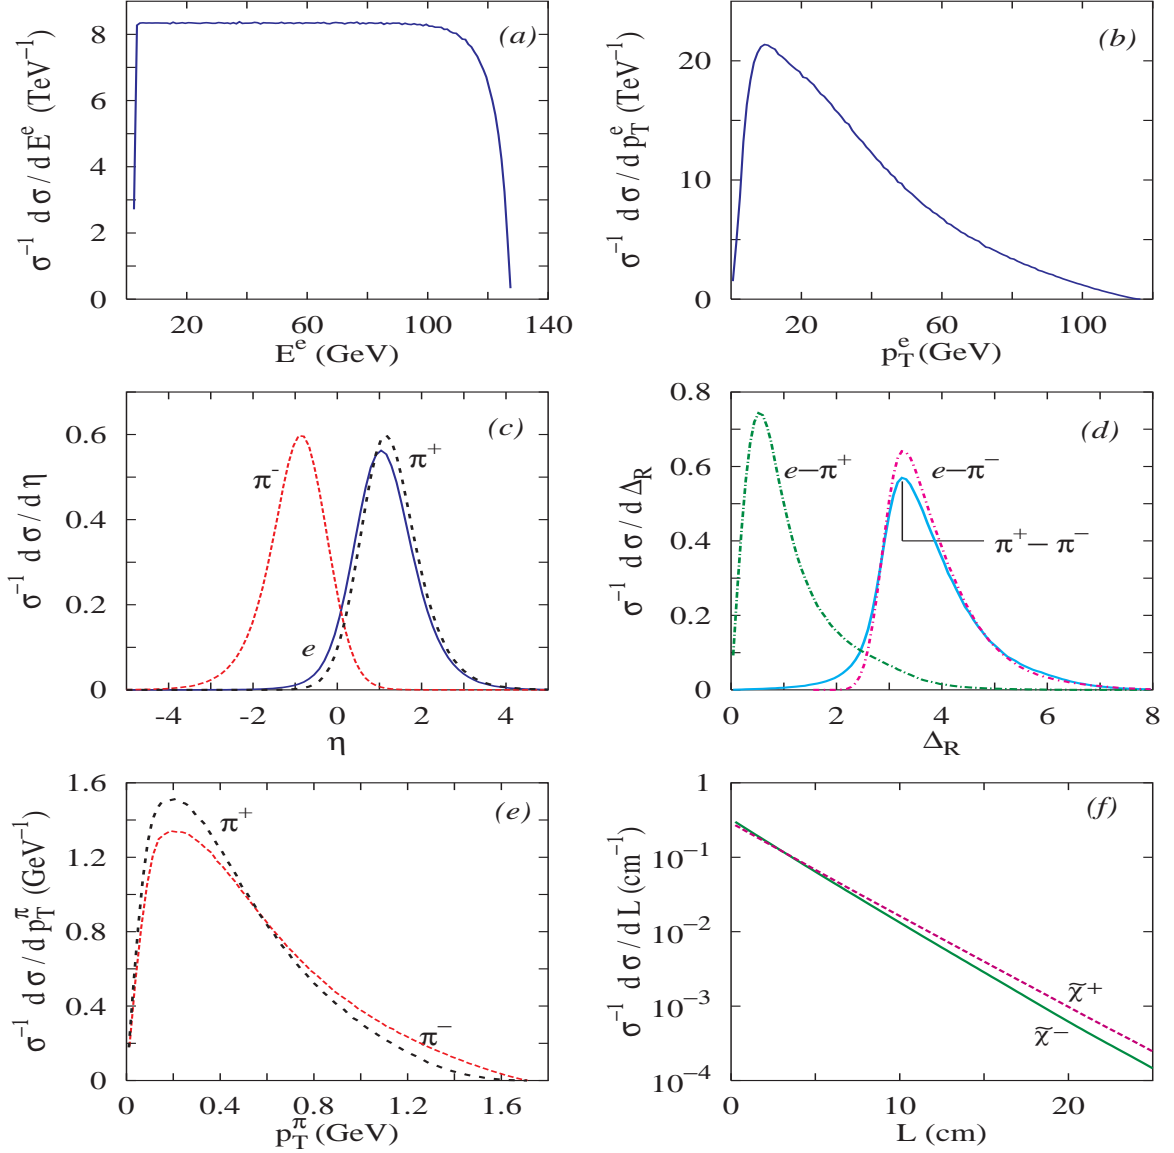 (a)
σ⁻¹ dσ/dEᵉ (TeV⁻¹)
8
6
4
2
0
20 60 100 140
Eᵉ (GeV)
(b)
σ⁻¹ dσ/dp_Tᵉ (TeV⁻¹)
20
10
0
20 60 100
p_Tᵉ (GeV)
(c)
σ⁻¹ dσ/dη
0.6
0.4
0.2
0
π⁻
π⁺
e
-4 -2 0 2 4
η
(d)
σ⁻¹ dσ/dΔ_R
0.8
0.6
0.4
0.2
0
e−π⁺
e−π⁻
π⁺−π⁻
0 2 4 6 8
Δ_R
(e)
σ⁻¹ dσ/dp_T^π (GeV⁻¹)
1.6
1.2
0.8
0.4
0
π⁺
π⁻
0 0.4 0.8 1.2 1.6
p_T^π (GeV)
(f)
σ⁻¹ dσ/dL (cm⁻¹)
1
10⁻¹
10⁻²
10⁻³
10⁻⁴
χ̃⁺
χ̃⁻
0 10 20
L (cm)